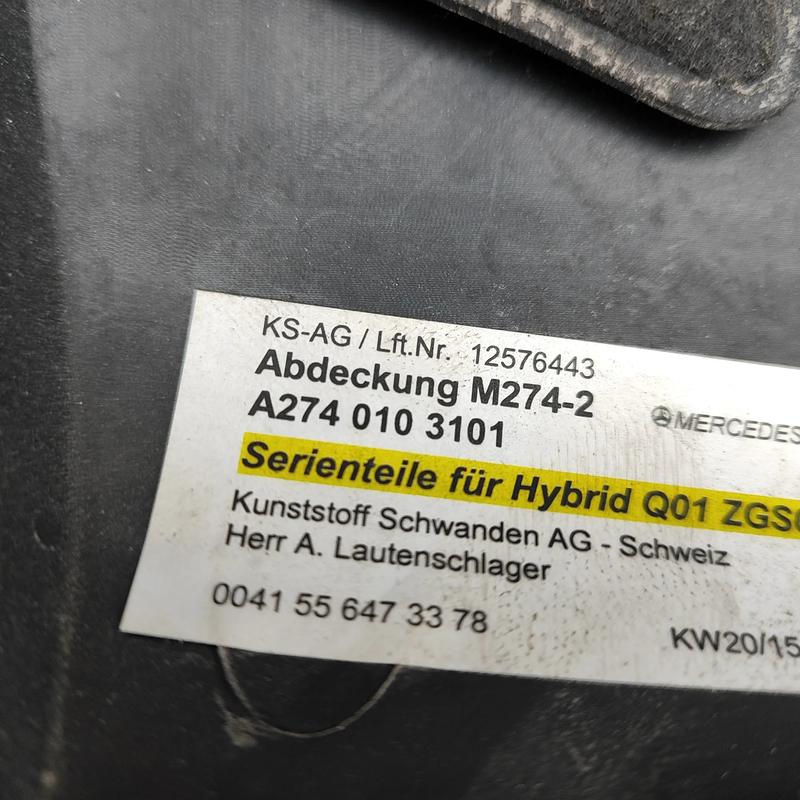 KS-AG / Lft.Nr. 12576443
Abdeckung M274-2
A274 010 3101
MERCEDES
Serienteile für Hybrid Q01 ZGS
Kunststoff Schwanden AG - Schweiz
Herr A. Lautenschlager
0041 55 647 33 78
KW20/15